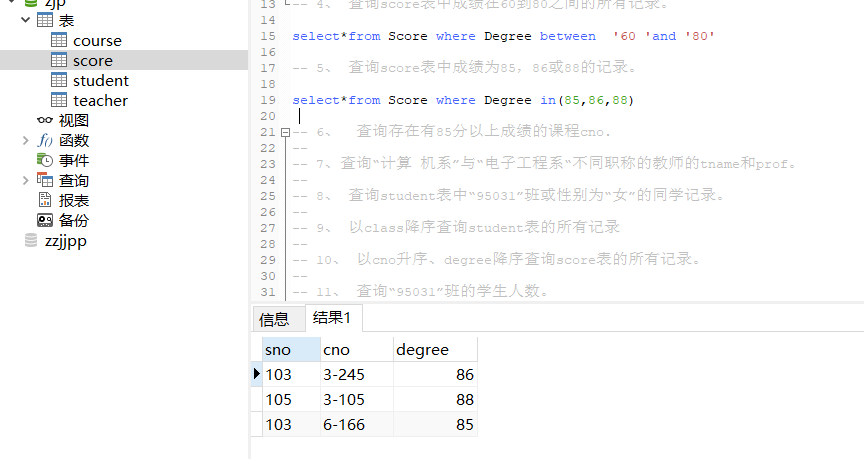 zjp
表
course
score
student
teacher
视图
函数
事件
查询
报表
备份
zzjjpp
13 -- 4、 查询score表中成绩在60到80之间的所有记录。
14
15 select*from Score where Degree between  '60 'and '80'
16
17 -- 5、 查询score表中成绩为85，86或88的记录。
18
19 select*from Score where Degree in(85,86,88)
20
21 -- 6、  查询存在有85分以上成绩的课程cno.
22 --
23 -- 7、查询“计算 机系”与“电子工程系“不同职称的教师的tname和prof。
24 --
25 -- 8、 查询student表中“95031”班或性别为“女”的同学记录。
26 --
27 -- 9、 以class降序查询student表的所有记录
28 --
29 -- 10、 以cno升序、degree降序查询score表的所有记录。
30 --
31 -- 11、 查询“95031”班的学生人数。
信息 结果1
sno cno degree
103 3-245 86
105 3-105 88
103 6-166 85